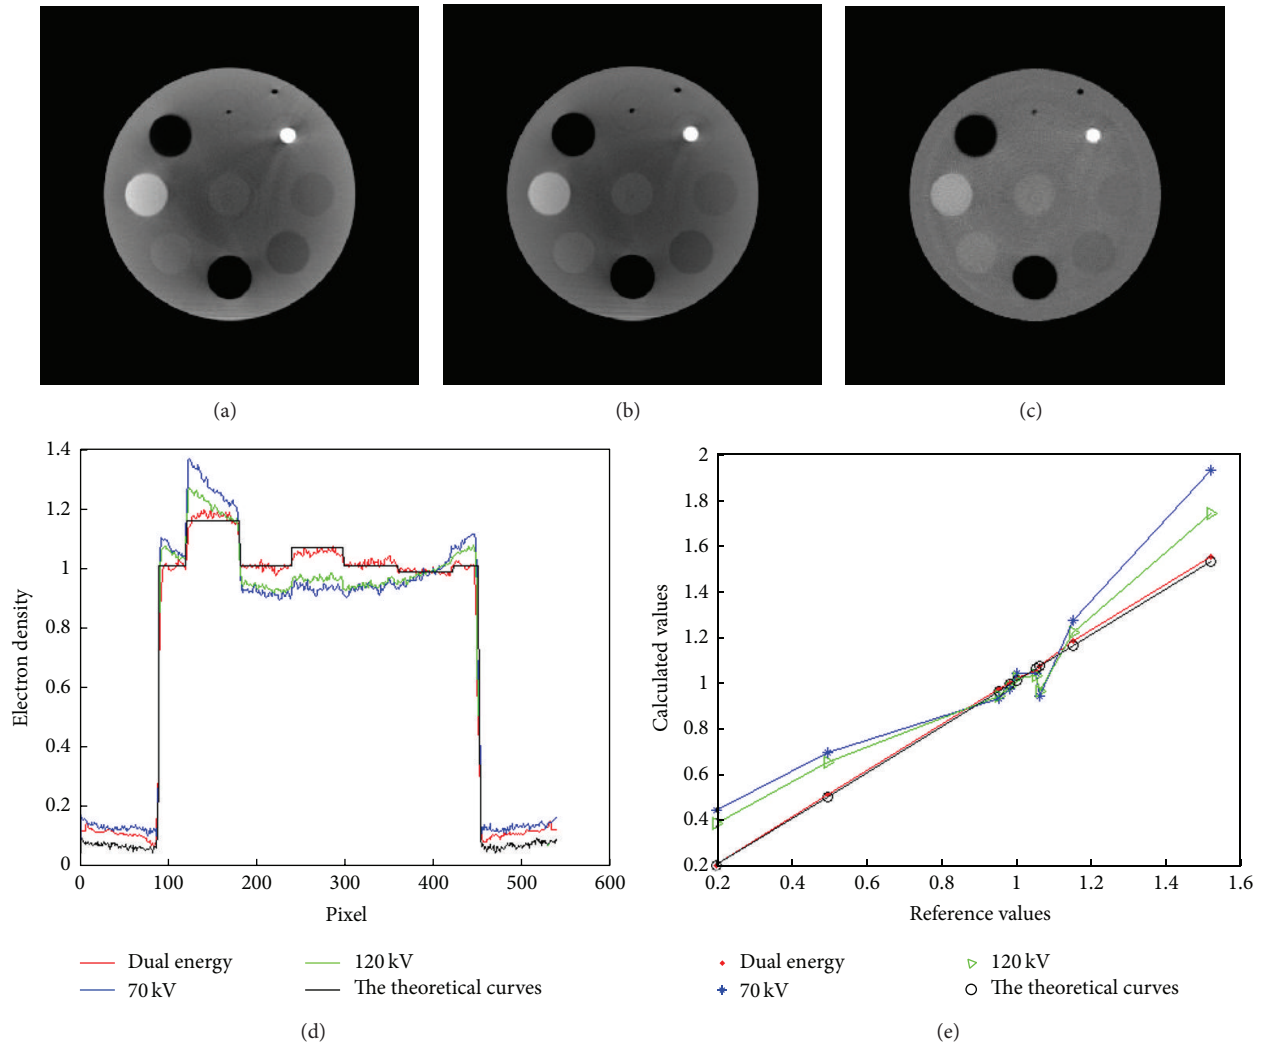 (a)
(b)
(c)
1.4
1.2
1
0.8
0.6
0.4
0.2
0
0
100
200
300
400
500
600
Electron density
Pixel
Dual energy
70 kV
120 kV
The theoretical curves
(d)
2
1.8
1.6
1.4
1.2
1
0.8
0.6
0.4
0.2
0.2
0.4
0.6
0.8
1
1.2
1.4
1.6
Calculated values
Reference values
Dual energy
70 kV
120 kV
The theoretical curves
(e)